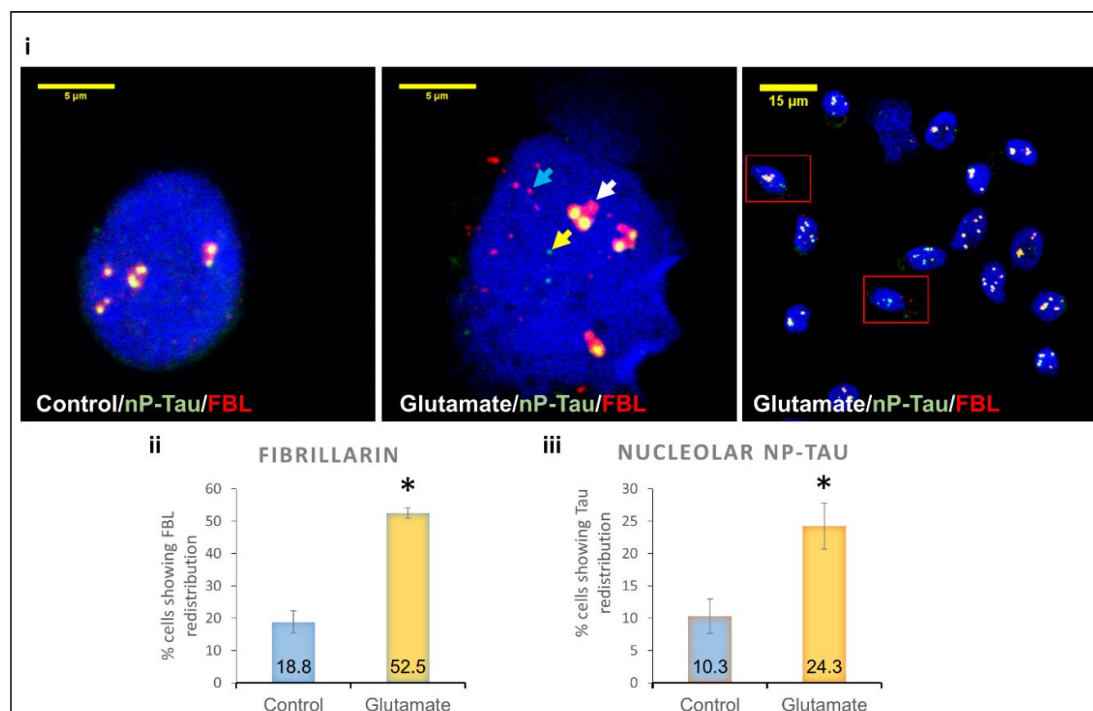 i
5 µm
5 µm
15 µm
Control/nP-Tau/FBL
Glutamate/nP-Tau/FBL
Glutamate/nP-Tau/FBL
ii
FIBRILLARIN
% cells showing FBL
redistribution
60
50
40
30
20
10
0
*
18.8
52.5
Control
Glutamate
iii
NUCLEOLAR NP-TAU
% cells showing Tau
redistribution
30
25
20
15
10
5
0
*
10.3
24.3
Control
Glutamate